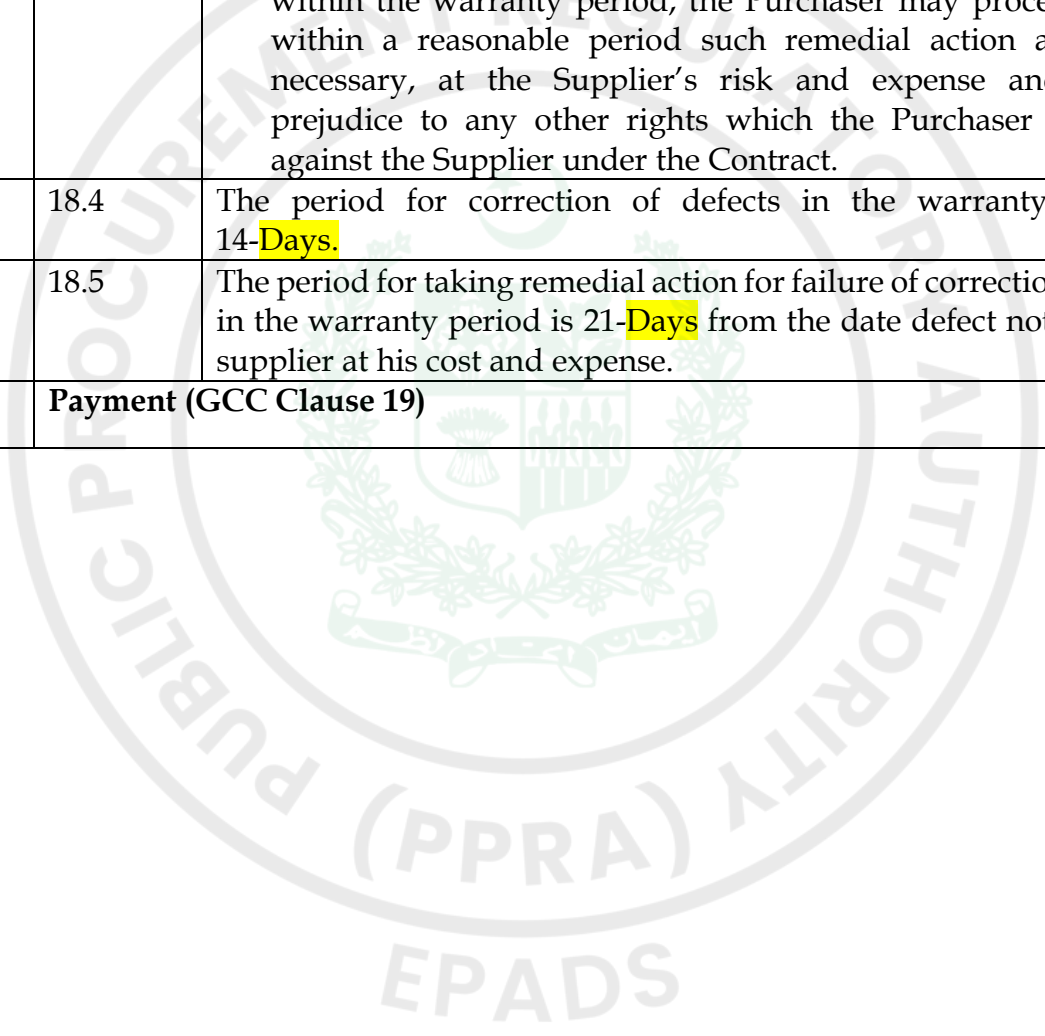 within the warranty period, the Purchaser may proce
within a reasonable period such remedial action a
necessary, at the Supplier's risk and expense and
prejudice to any other rights which the Purchaser
against the Supplier under the Contract.
18.4 The period for correction of defects in the warranty
14-Days.
18.5 The period for taking remedial action for failure of correctio
in the warranty period is 21-Days from the date defect not
supplier at his cost and expense.
Payment (GCC Clause 19)
PUBLIC PROCUREMENT REGULATORY AUTHORITY
(PPRA)
EPADS